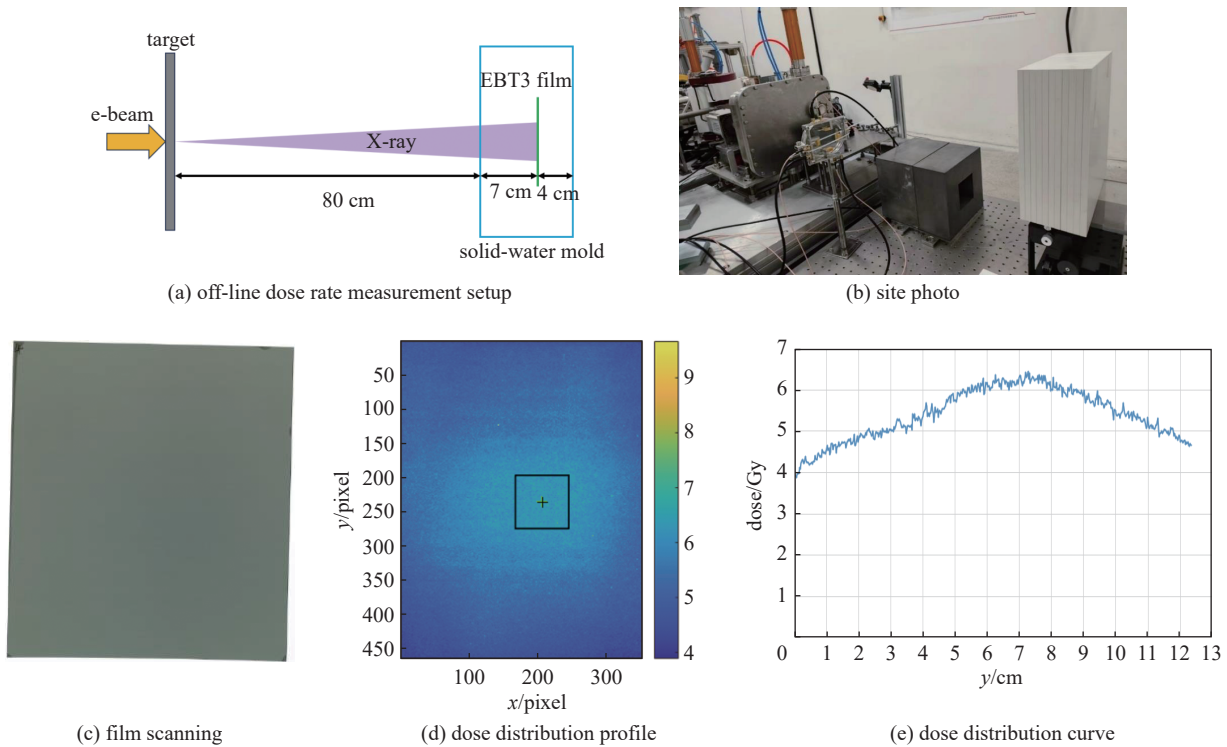 target
e-beam
EBT3 film
X-ray
80 cm
7 cm
4 cm
solid-water mold
(a) off-line dose rate measurement setup
(b) site photo
50
100
150
200
250
300
350
400
450
y/pixel
100
200
300
x/pixel
9
8
7
6
5
4
7
6
5
4
3
2
1
0
dose/Gy
1
2
3
4
5
6
7
8
9
10
11
12
13
y/cm
(c) film scanning
(d) dose distribution profile
(e) dose distribution curve